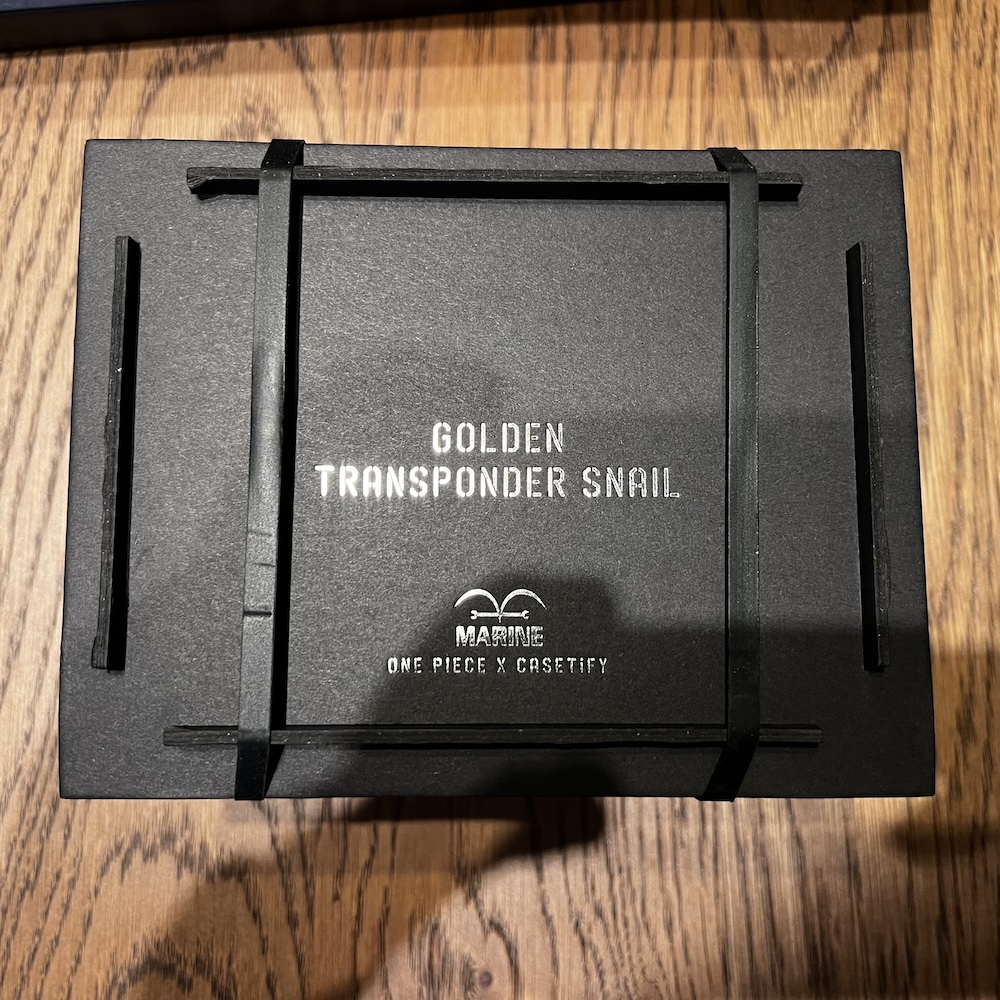 GOLDEN
TRANSPONDER SNAIL
MARINE
ONE PIECE X CASETiFY